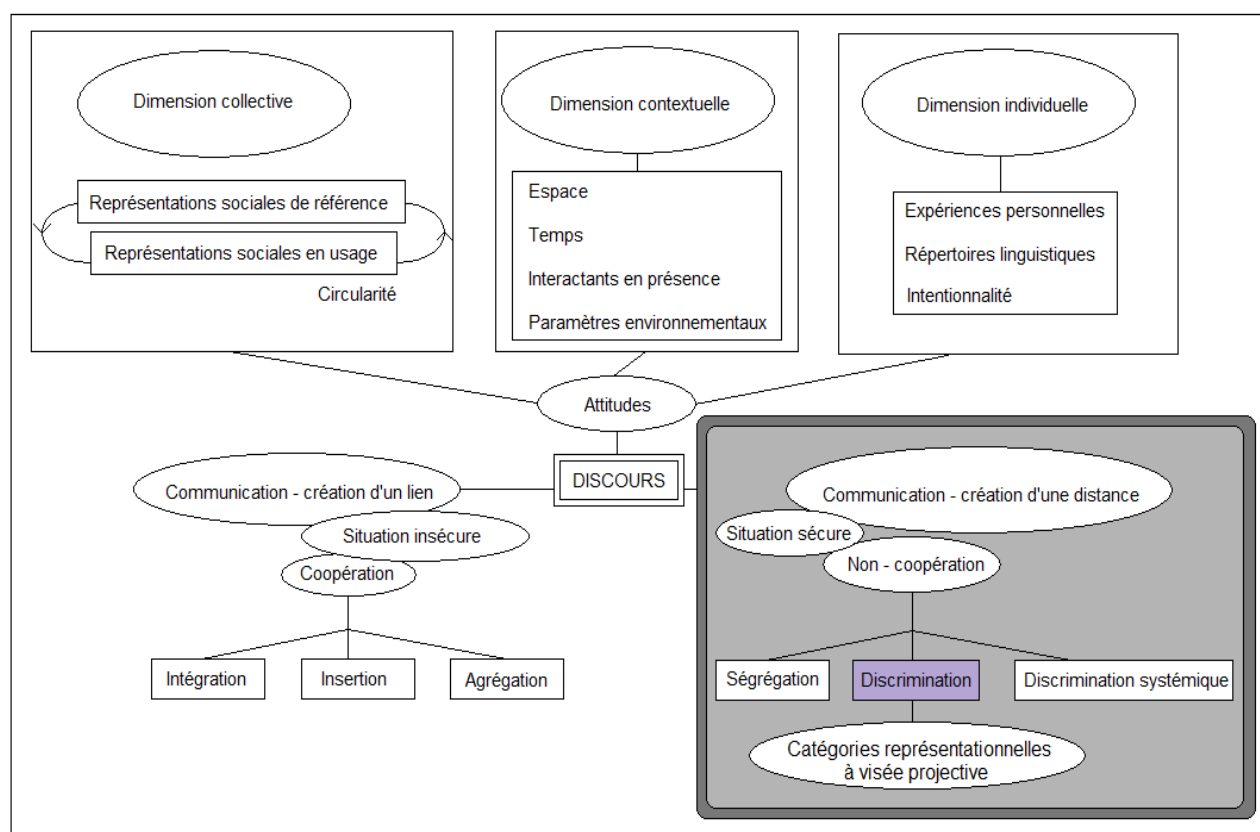 Dimension collective
Représentations sociales de référence
Représentations sociales en usage
Circularité
Dimension contextuelle
Espace
Temps
Interactants en présence
Paramètres environnementaux
Dimension individuelle
Expériences personnelles
Répertoires linguistiques
Intentionnalité
Attitudes
DISCOURS
Communication - création d'un lien
Situation insécure
Coopération
Intégration
Insertion
Agrégation
Communication - création d'une distance
Situation sécure
Non - coopération
Ségrégation
Discrimination
Discrimination systémique
Catégories représentionnelles
à visée projective